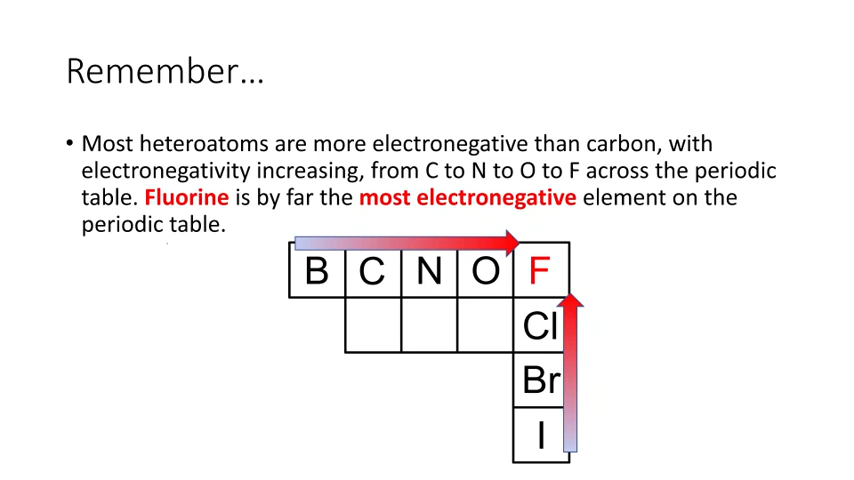 Remember...
• Most heteroatoms are more electronegative than carbon, with
electronegativity increasing, from C to N to O to F across the periodic
table. Fluorine is by far the most electronegative element on the
periodic table.
B C N O F
Cl
Br
I